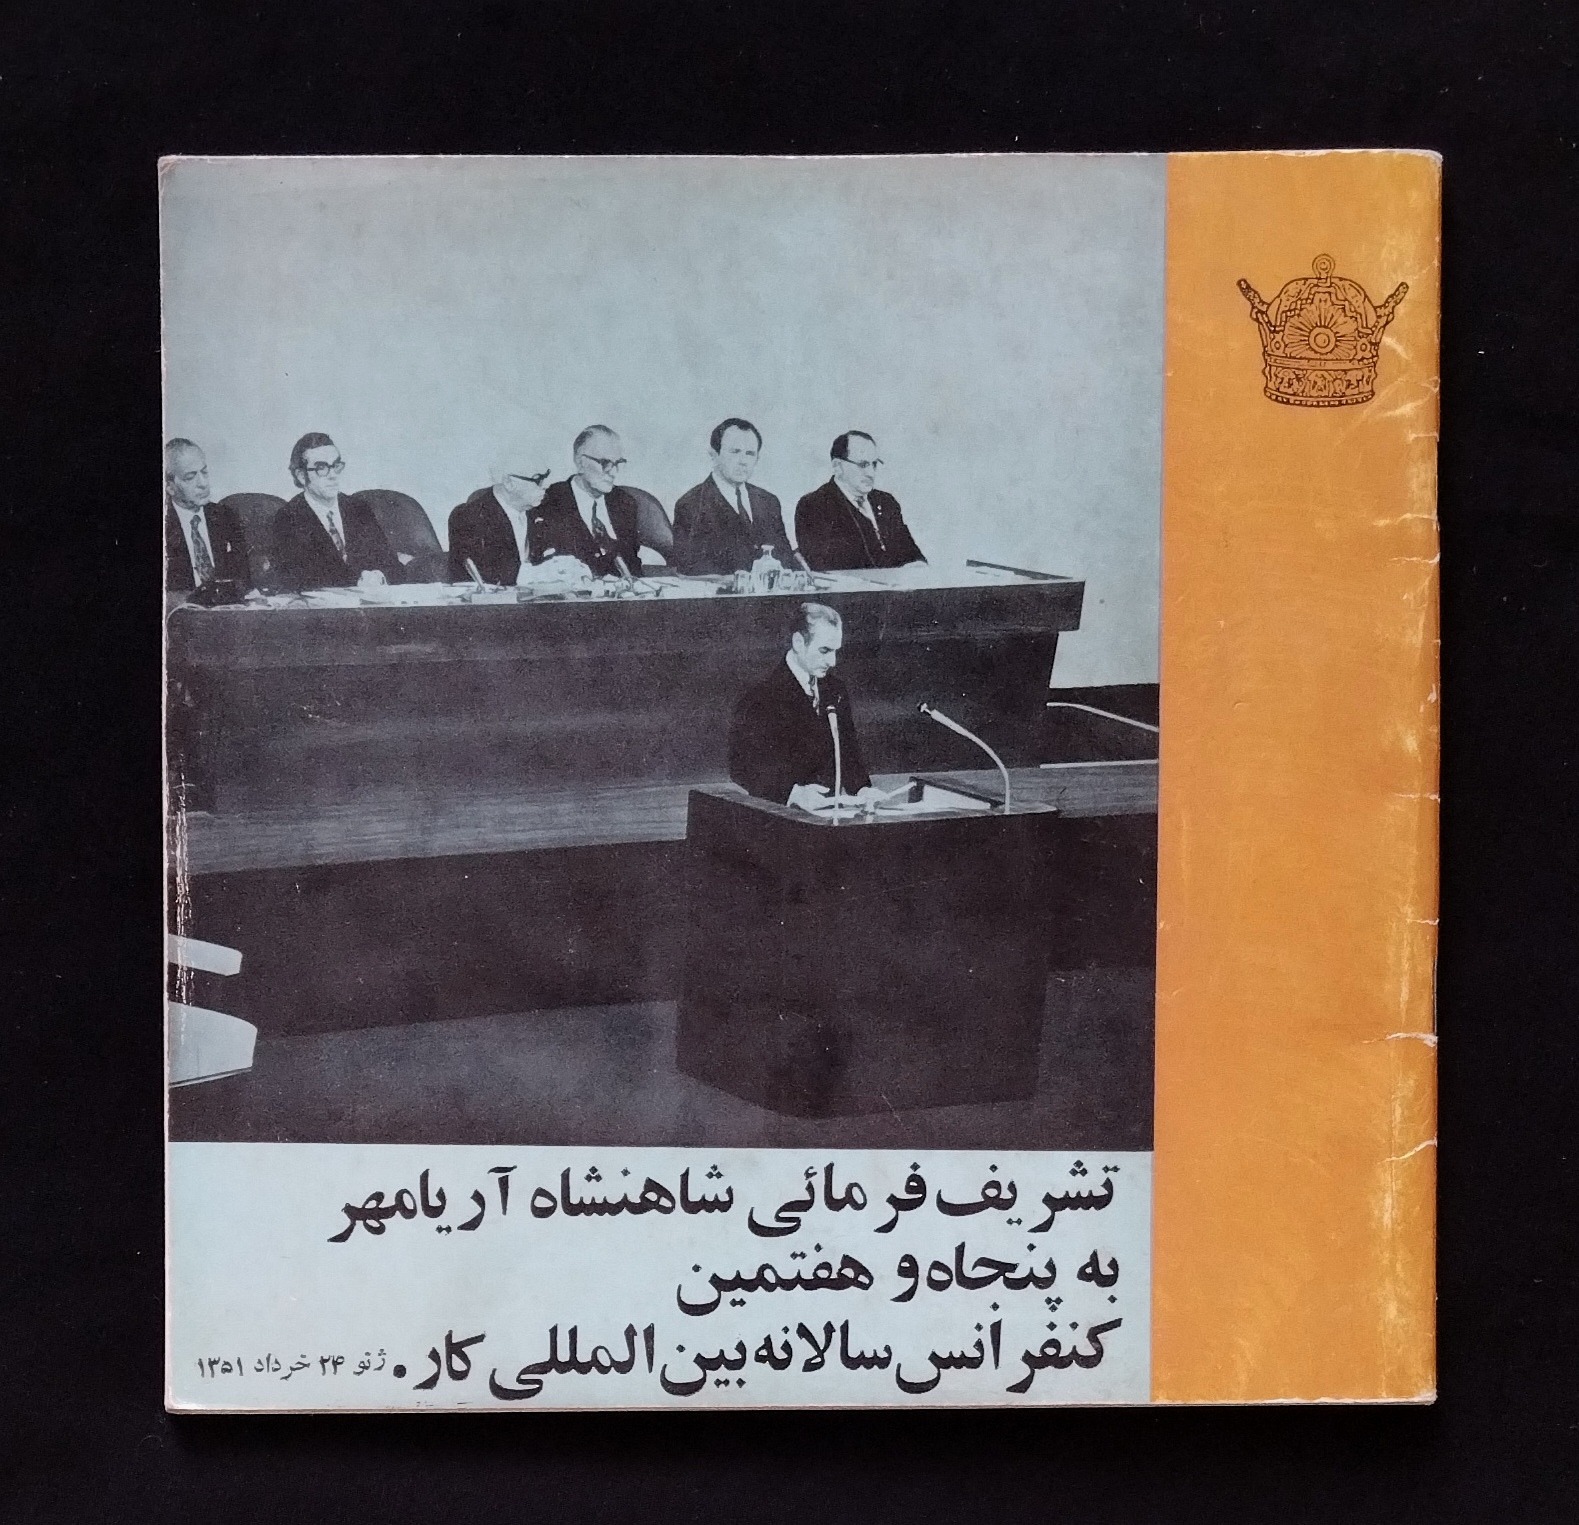 تشریف‌فرمائی شاهنشاه آریامهر
به پنجاه و هفتمین
کنفرانس سالانه بین‌المللی کار. ژنو ۲۴ خرداد ۱۳۵۱